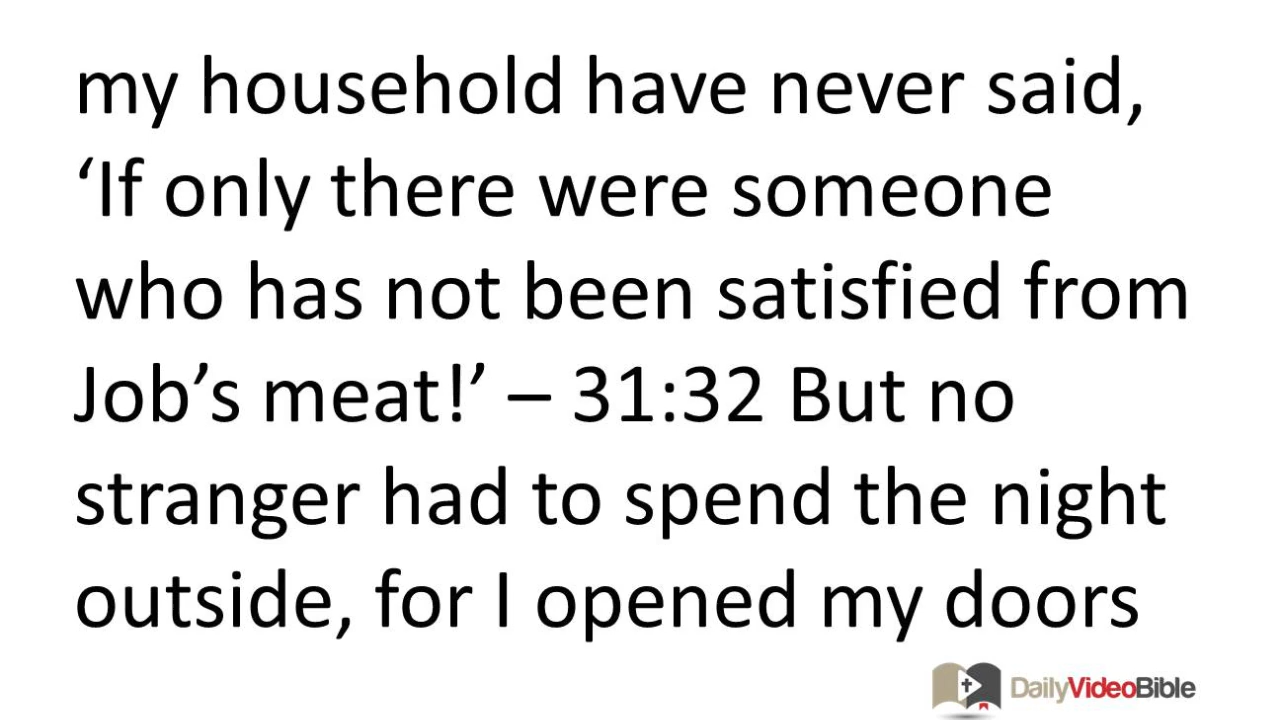 my household have never said,
‘If only there were someone
who has not been satisfied from
Job’s meat!’ – 31:32 But no
stranger had to spend the night
outside, for I opened my doors
DailyVideoBible